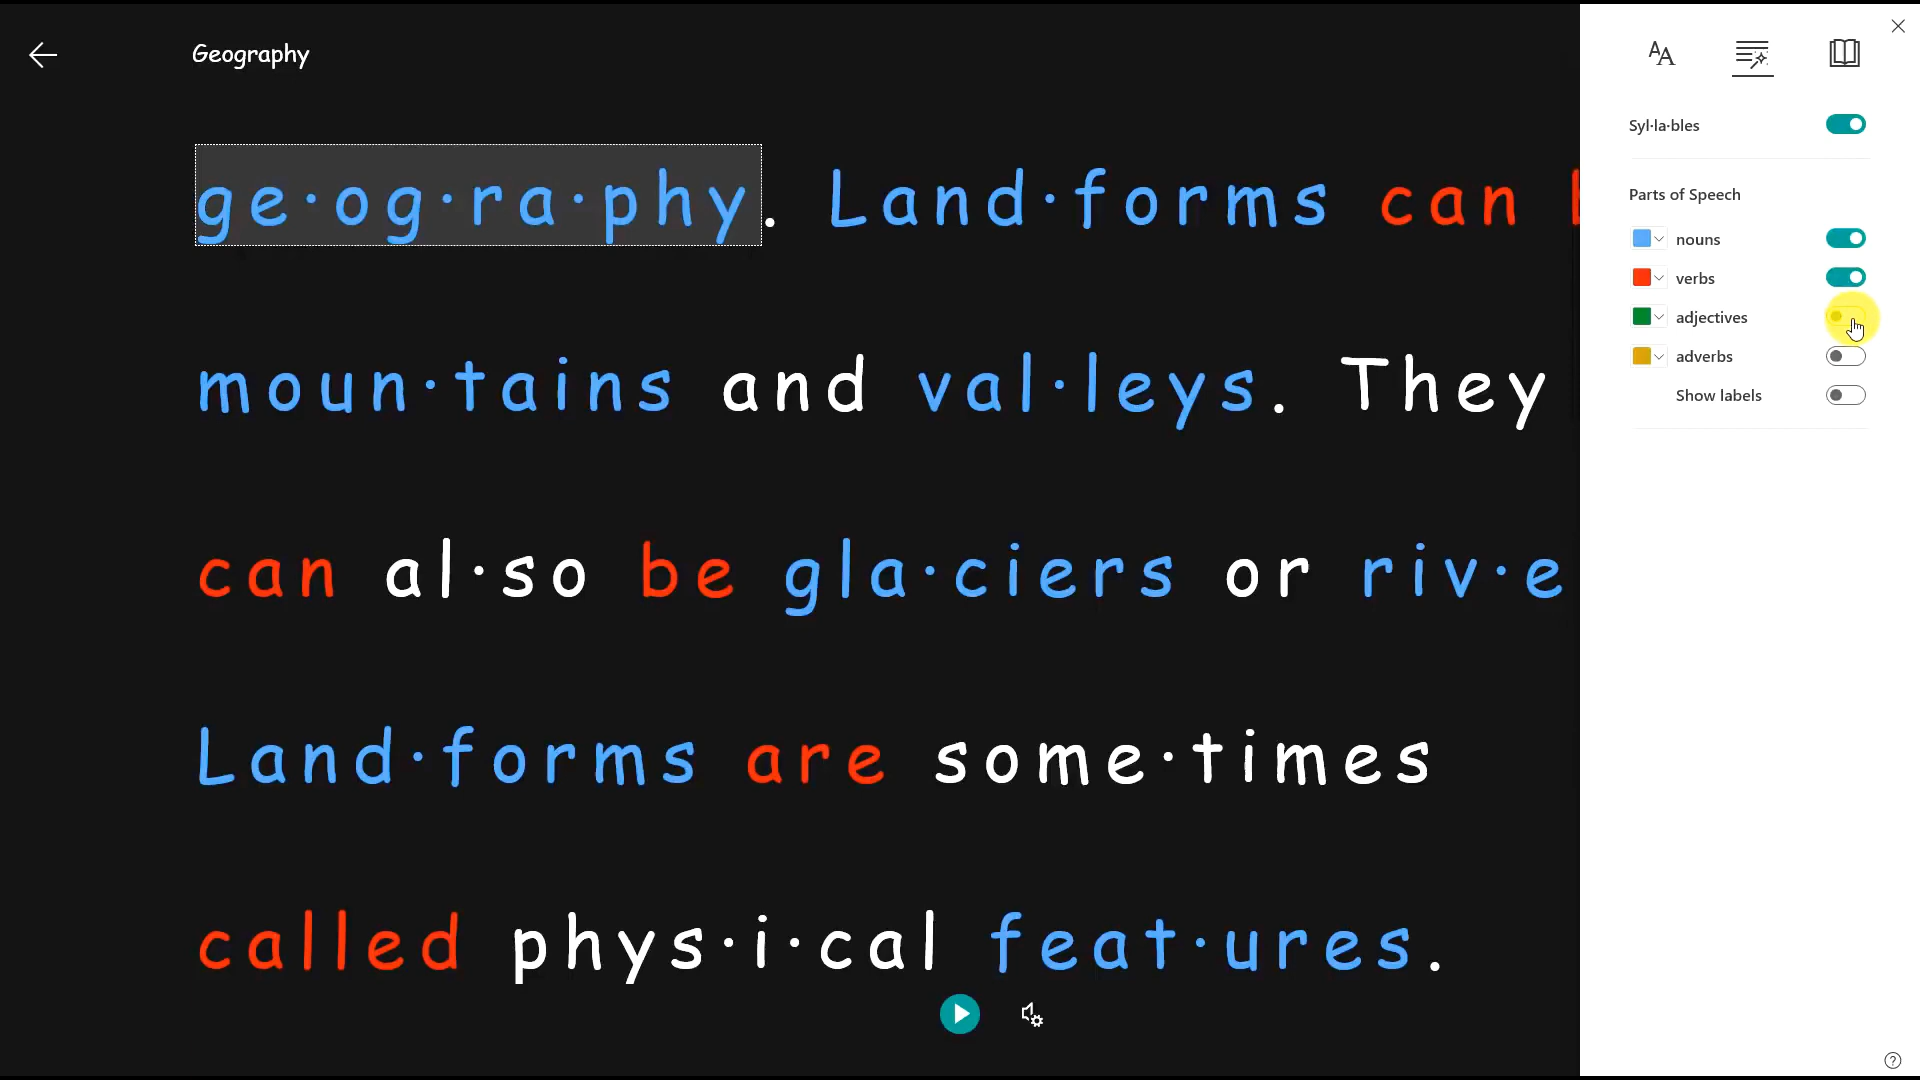 Geography
ge·og·ra·phy. Land·forms can
moun·tains and val·leys. They
can al·so be gla·ciers or riv·e
Land·forms are some·times
called phys·i·cal feat·ures.
AA
Syl·la·bles
Parts of Speech
nouns
verbs
adjectives
adverbs
Show labels